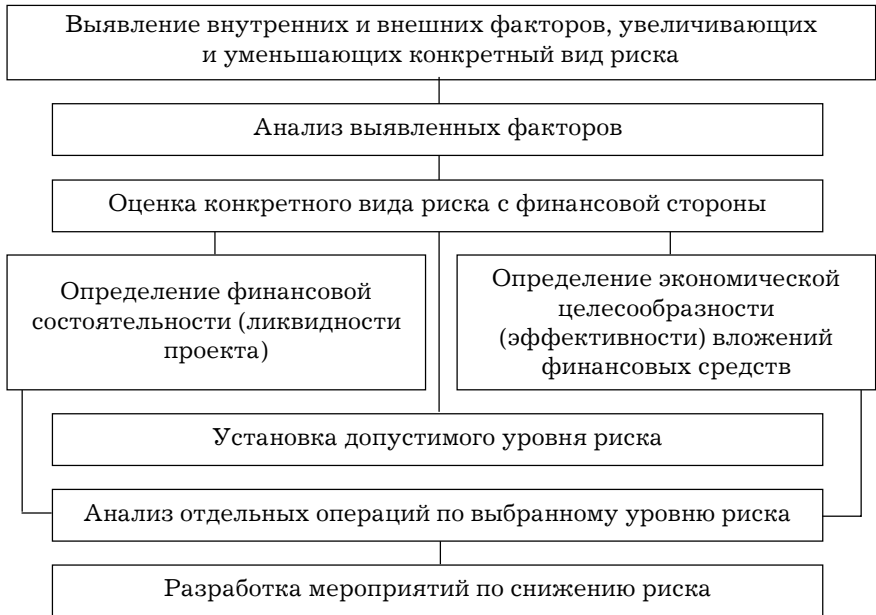 Выявление внутренних и внешних факторов, увеличивающих
и уменьшающих конкретный вид риска
Анализ выявленных факторов
Оценка конкретного вида риска с финансовой стороны
Определение финансовой
состоятельности (ликвидности
проекта)
Определение экономической
целесообразности
(эффективности) вложений
финансовых средств
Установка допустимого уровня риска
Анализ отдельных операций по выбранному уровню риска
Разработка мероприятий по снижению риска